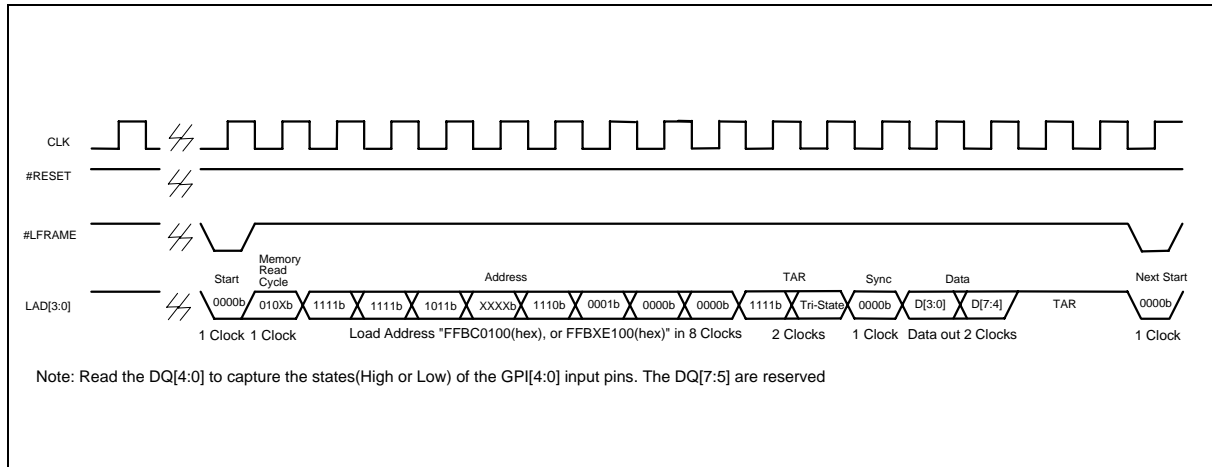 CLK
#RESET
#LFRAME
Memory
Read
Cycle
Start
Address
TAR
Sync
Data
Next Start
LAD[3:0]
0000b 010Xb 1111b 1111b 1011b XXXXb 1110b 0001b 0000b 0000b 1111b Tri-State 0000b D[3:0] D[7:4] TAR 0000b
1 Clock 1 Clock Load Address "FFBC0100(hex), or FFBXE100(hex)" in 8 Clocks 2 Clocks 1 Clock Data out 2 Clocks 1 Clock
Note: Read the DQ[4:0] to capture the states(High or Low) of the GPI[4:0] input pins. The DQ[7:5] are reserved